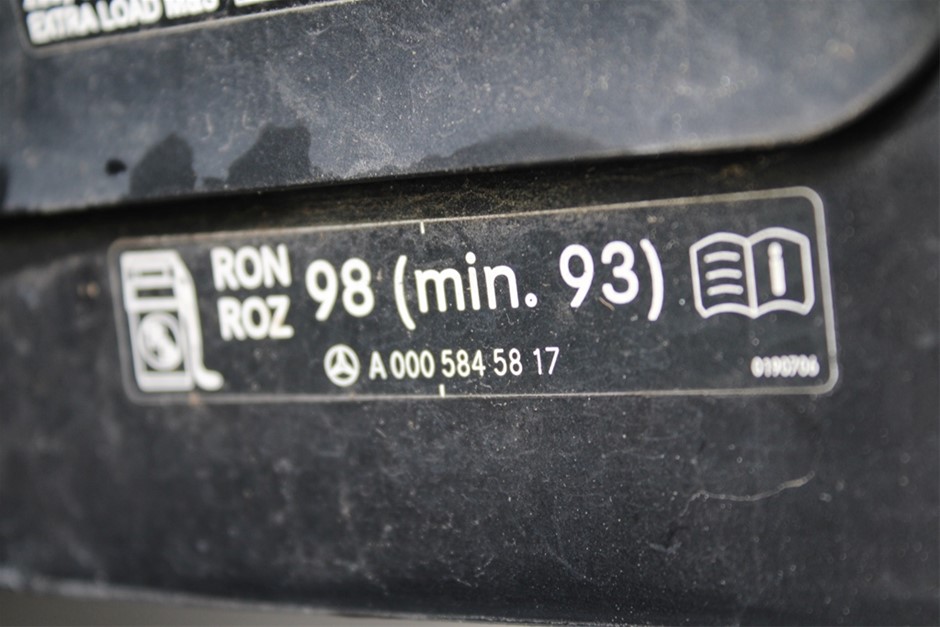 EXTRA LOAD M&S
RON
ROZ
98 (min. 93)
A 000 584 58 17
0190706